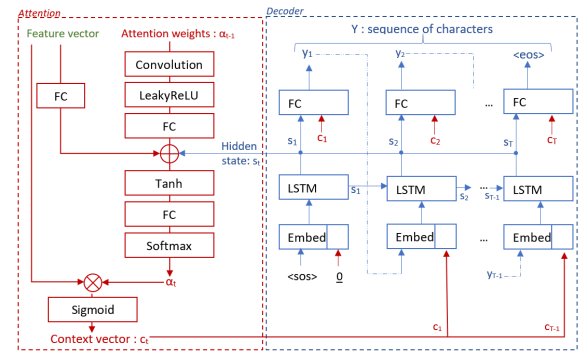 Attention
Decoder
Feature vector
Attention weights : αt-1
Y : sequence of characters
Convolution
y1
y2
<eos>
LeakyReLU
FC
FC
FC
FC
...
FC
c1
c2
cT
Hidden
state: st
s1
s2
sT
Tanh
LSTM
s1
LSTM
s2
...
sT-1
LSTM
FC
Softmax
Embed
Embed
...
Embed
<sos>
0
yT-1
αt
Sigmoid
c1
cT-1
Context vector : ct